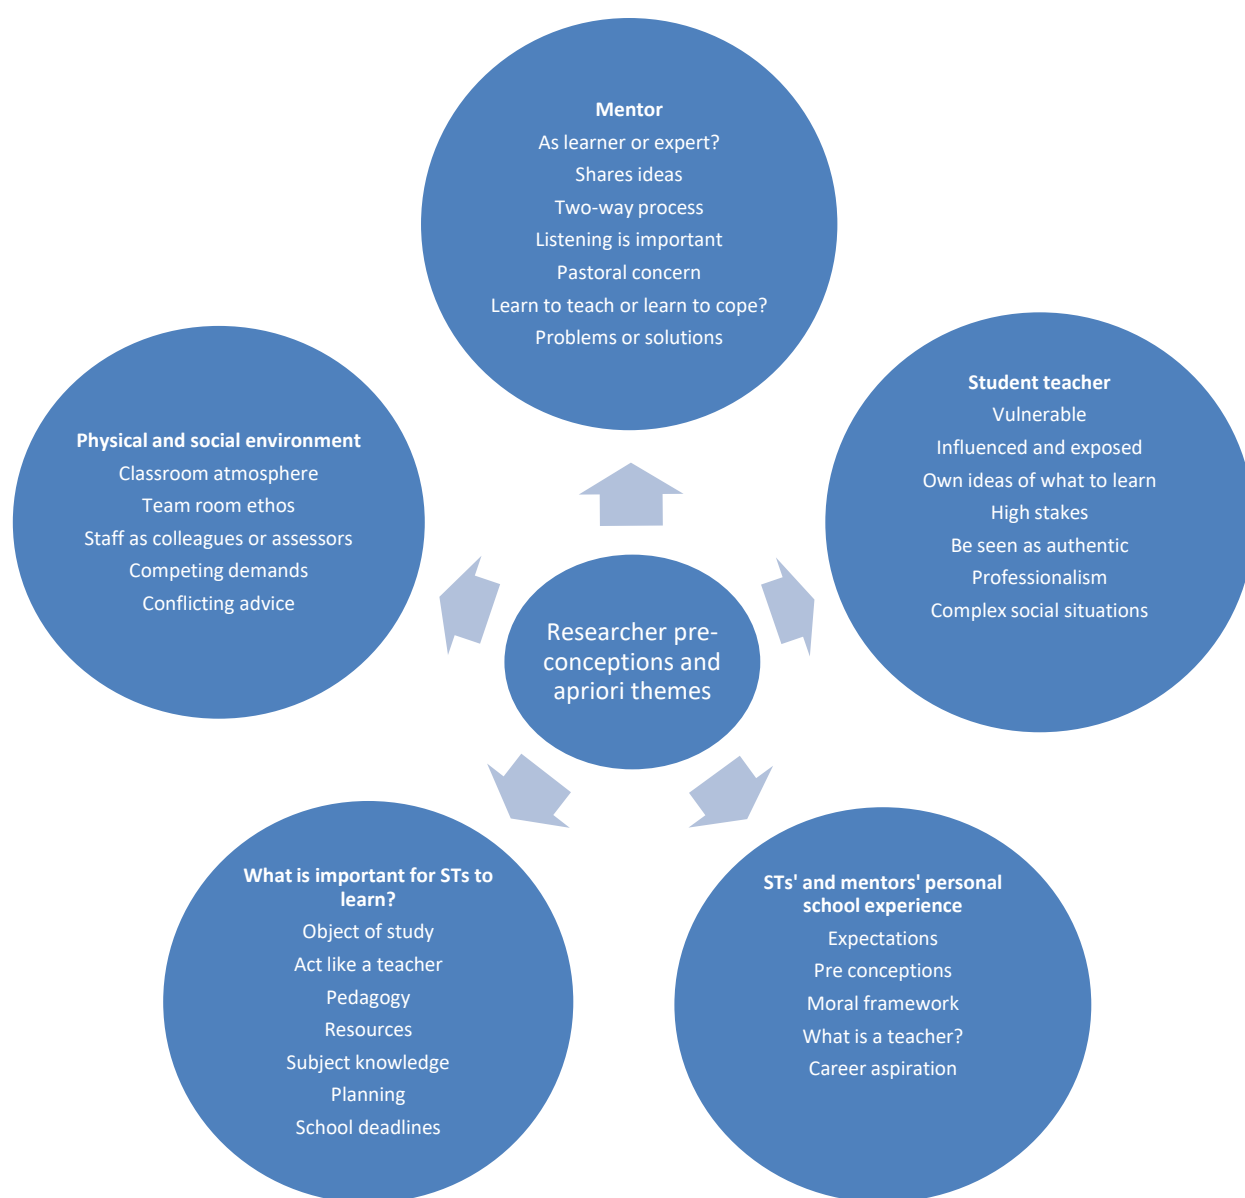 Mentor
As learner or expert?
Shares ideas
Two-way process
Listening is important
Pastoral concern
Learn to teach or learn to cope?
Problems or solutions
Student teacher
Vulnerable
Influenced and exposed
Own ideas of what to learn
High stakes
Be seen as authentic
Professionalism
Complex social situations
Physical and social environment
Classroom atmosphere
Team room ethos
Staff as colleagues or assessors
Competing demands
Conflicting advice
Researcher pre-
conceptions and
apriori themes
What is important for STs to
learn?
Object of study
Act like a teacher
Pedagogy
Resources
Subject knowledge
Planning
School deadlines
STs' and mentors' personal
school experience
Expectations
Pre conceptions
Moral framework
What is a teacher?
Career aspiration